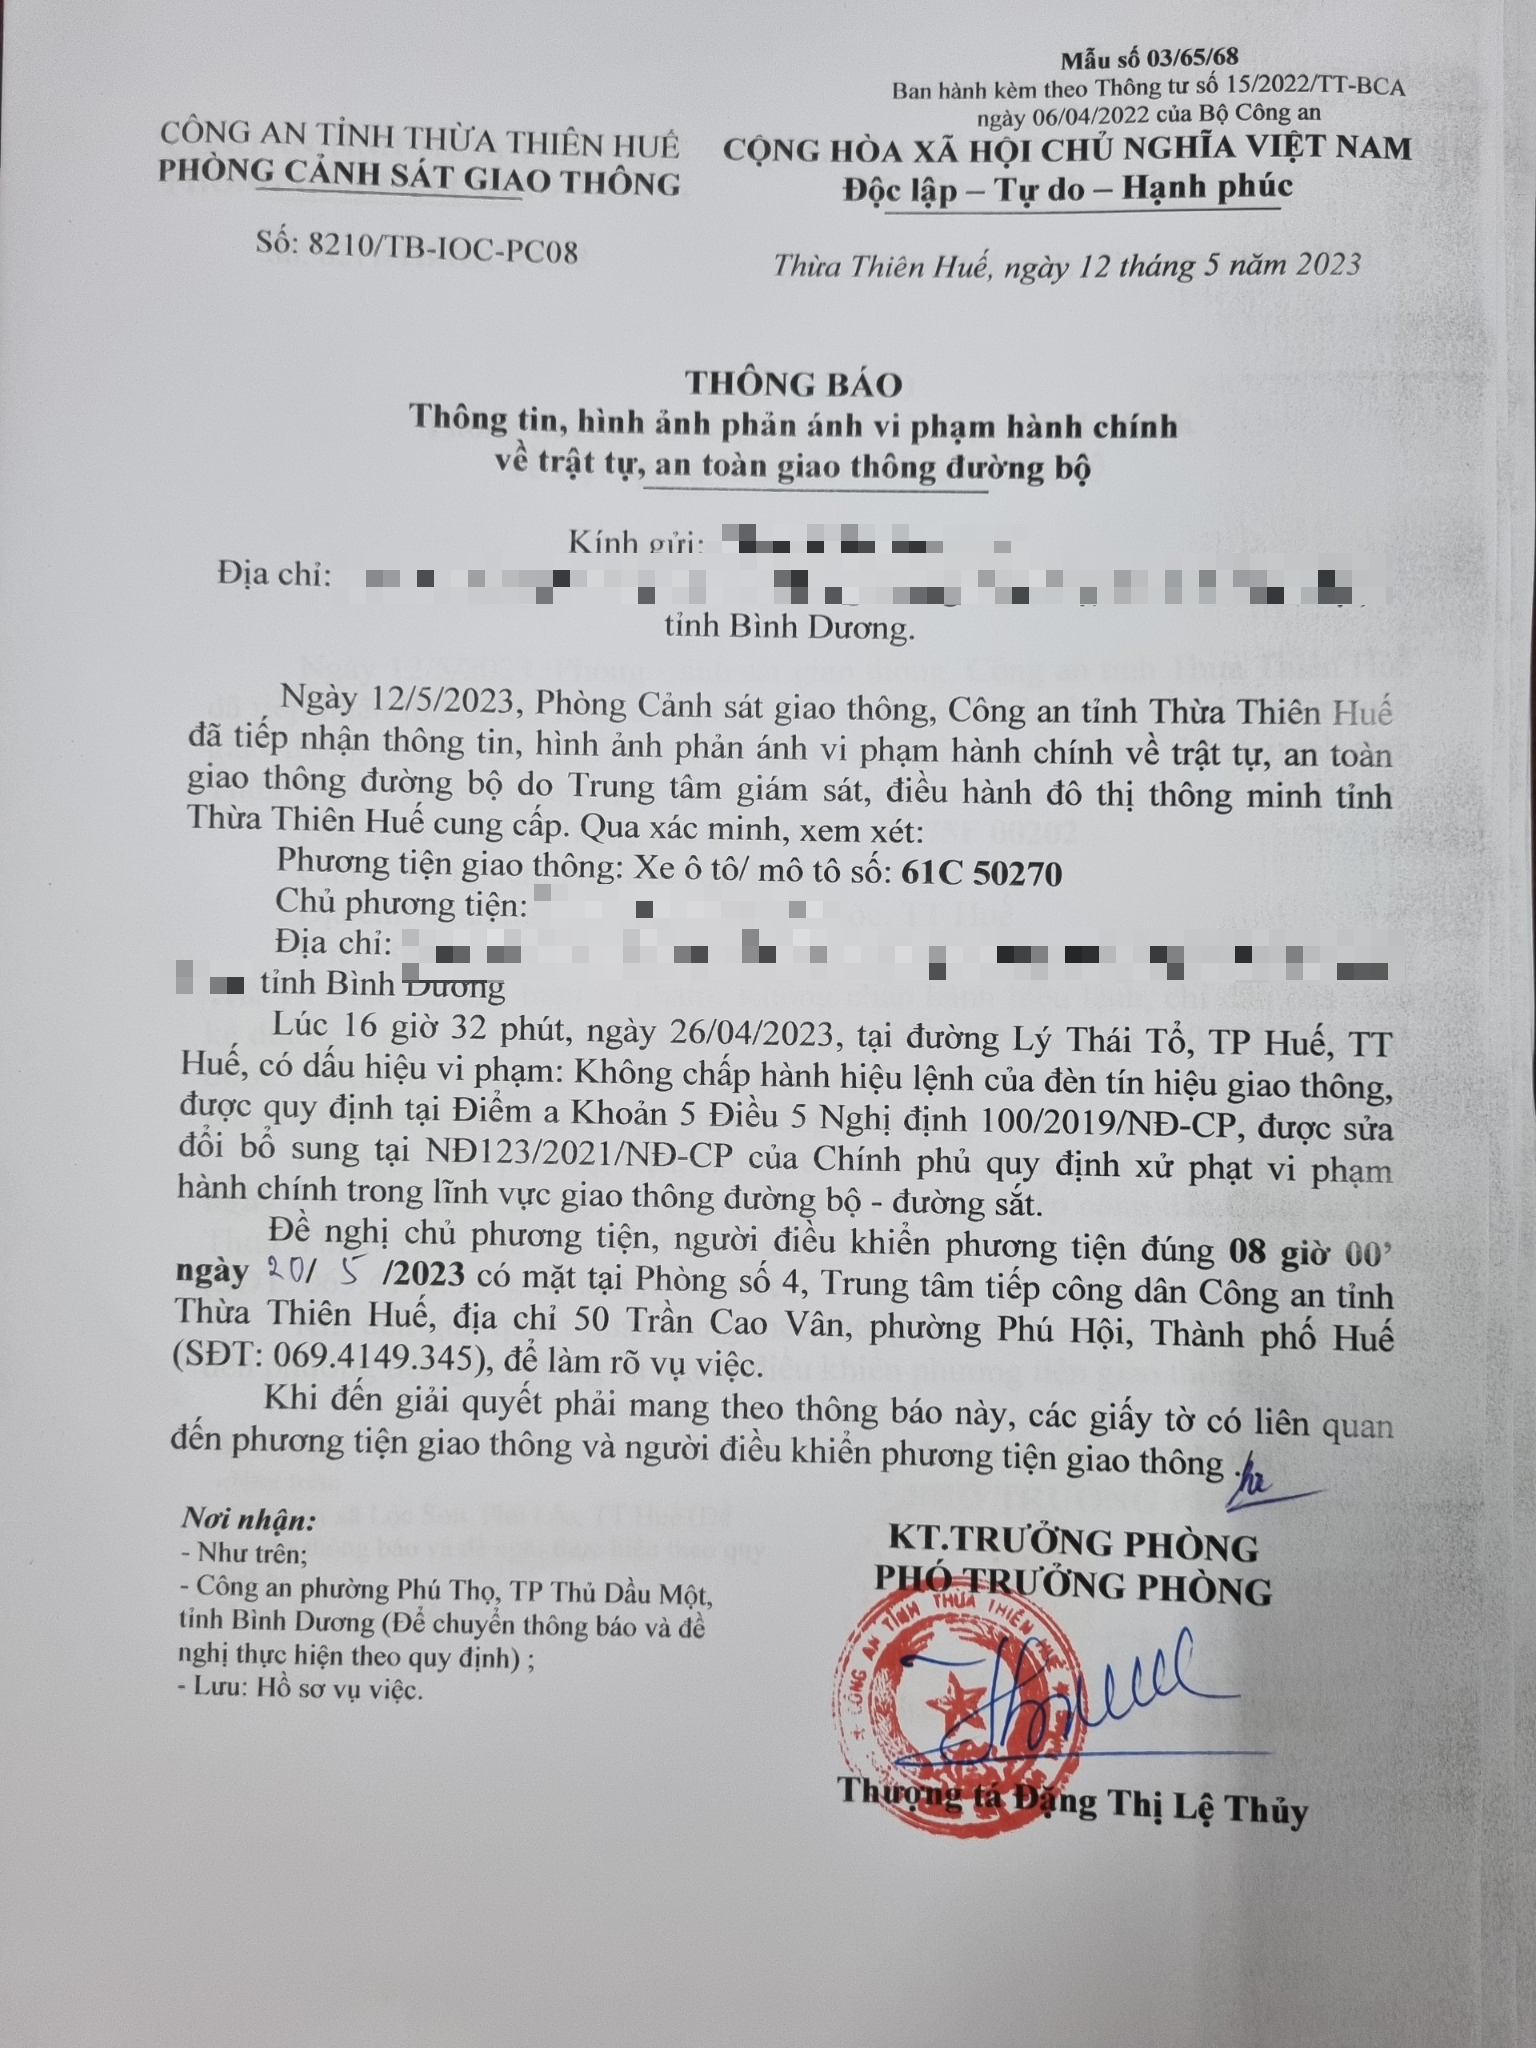 Mẫu số 03/65/68
Ban hành kèm theo Thông tư số 15/2022/TT-BCA
ngày 06/04/2022 của Bộ Công an
CÔNG AN TỈNH THỪA THIÊN HUẾ
PHÒNG CẢNH SÁT GIAO THÔNG
CỘNG HÒA XÃ HỘI CHỦ NGHĨA VIỆT NAM
Độc lập – Tự do – Hạnh phúc
Số: 8210/TB-IOC-PC08
Thừa Thiên Huế, ngày 12 tháng 5 năm 2023
THÔNG BÁO
Thông tin, hình ảnh phản ánh vi phạm hành chính
về trật tự, an toàn giao thông đường bộ
Kính gửi:
Địa chỉ:
tỉnh Bình Dương.
Ngày 12/5/2023, Phòng Cảnh sát giao thông, Công an tỉnh Thừa Thiên Huế
đã tiếp nhận thông tin, hình ảnh phản ánh vi phạm hành chính về trật tự, an toàn
giao thông đường bộ do Trung tâm giám sát, điều hành đô thị thông minh tỉnh
Thừa Thiên Huế cung cấp. Qua xác minh, xem xét:
Phương tiện giao thông: Xe ô tô/ mô tô số: 61C 50270
Chủ phương tiện:
Địa chỉ:
tỉnh Bình Dương
Lúc 16 giờ 32 phút, ngày 26/04/2023, tại đường Lý Thái Tổ, TP Huế, TT
Huế, có dấu hiệu vi phạm: Không chấp hành hiệu lệnh của đèn tín hiệu giao thông,
được quy định tại Điểm a Khoản 5 Điều 5 Nghị định 100/2019/NĐ-CP, được sửa
đổi bổ sung tại NĐ123/2021/NĐ-CP của Chính phủ quy định xử phạt vi phạm
hành chính trong lĩnh vực giao thông đường bộ - đường sắt.
Đề nghị chủ phương tiện, người điều khiển phương tiện đúng 08 giờ 00’
ngày 20/ 5 /2023 có mặt tại Phòng số 4, Trung tâm tiếp công dân Công an tỉnh
Thừa Thiên Huế, địa chỉ 50 Trần Cao Vân, phường Phú Hội, Thành phố Huế
(SĐT: 069.4149.345), để làm rõ vụ việc.
Khi đến giải quyết phải mang theo thông báo này, các giấy tờ có liên quan
đến phương tiện giao thông và người điều khiển phương tiện giao thông .
Nơi nhận:
- Như trên;
- Công an phường Phú Thọ, TP Thủ Dầu Một,
tỉnh Bình Dương (Để chuyển thông báo và đề
nghị thực hiện theo quy định) ;
- Lưu: Hồ sơ vụ việc.
KT.TRƯỞNG PHÒNG
PHÓ TRƯỞNG PHÒNG
CÔNG AN TỈNH THỪA THIÊN HUẾ
Thượng tá Đặng Thị Lệ Thủy